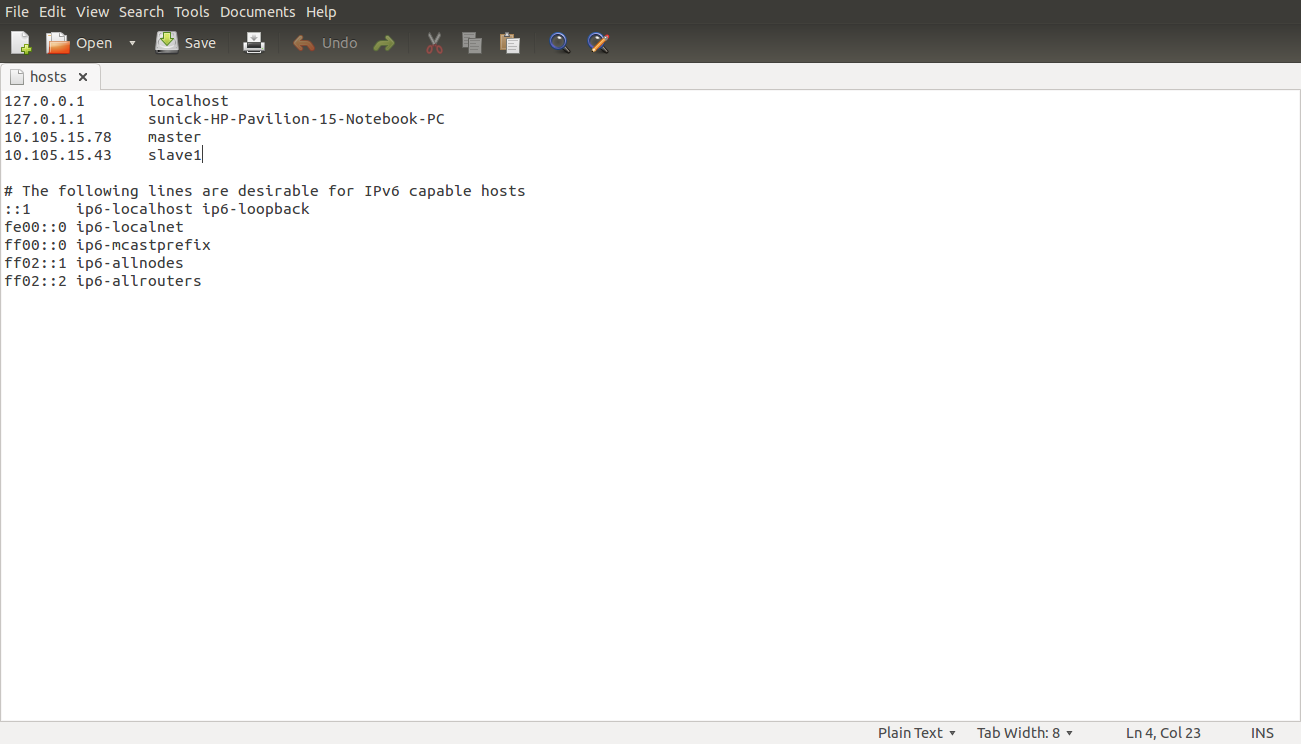 File Edit View Search Tools Documents Help
Open Save Undo
hosts
127.0.0.1       localhost
127.0.1.1       sunick-HP-Pavilion-15-Notebook-PC
10.105.15.78    master
10.105.15.43    slave1
# The following lines are desirable for IPv6 capable hosts
::1     ip6-localhost ip6-loopback
fe00::0 ip6-localnet
ff00::0 ip6-mcastprefix
ff02::1 ip6-allnodes
ff02::2 ip6-allrouters
Plain Text Tab Width: 8 Ln 4, Col 23 INS